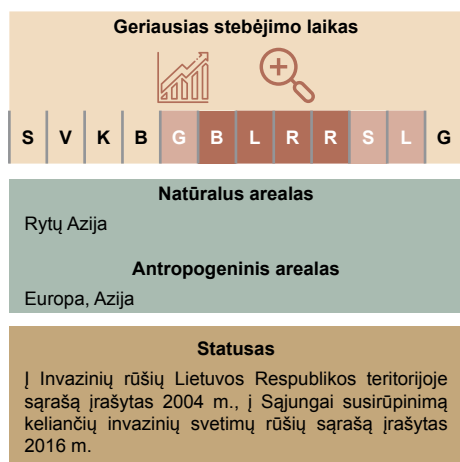 Geriausias stebėjimo laikas
S V K B G B L R R S L G
Natūralus arealas
Rytų Azija
Antropogeninis arealas
Europa, Azija
Statusas
Į Invazinių rūšių Lietuvos Respublikos teritorijoje
sąrašą įrašytas 2004 m., į Sąjungai susirūpinimą
keliančių invazinių svetimų rūšių sąrašą įrašytas
2016 m.